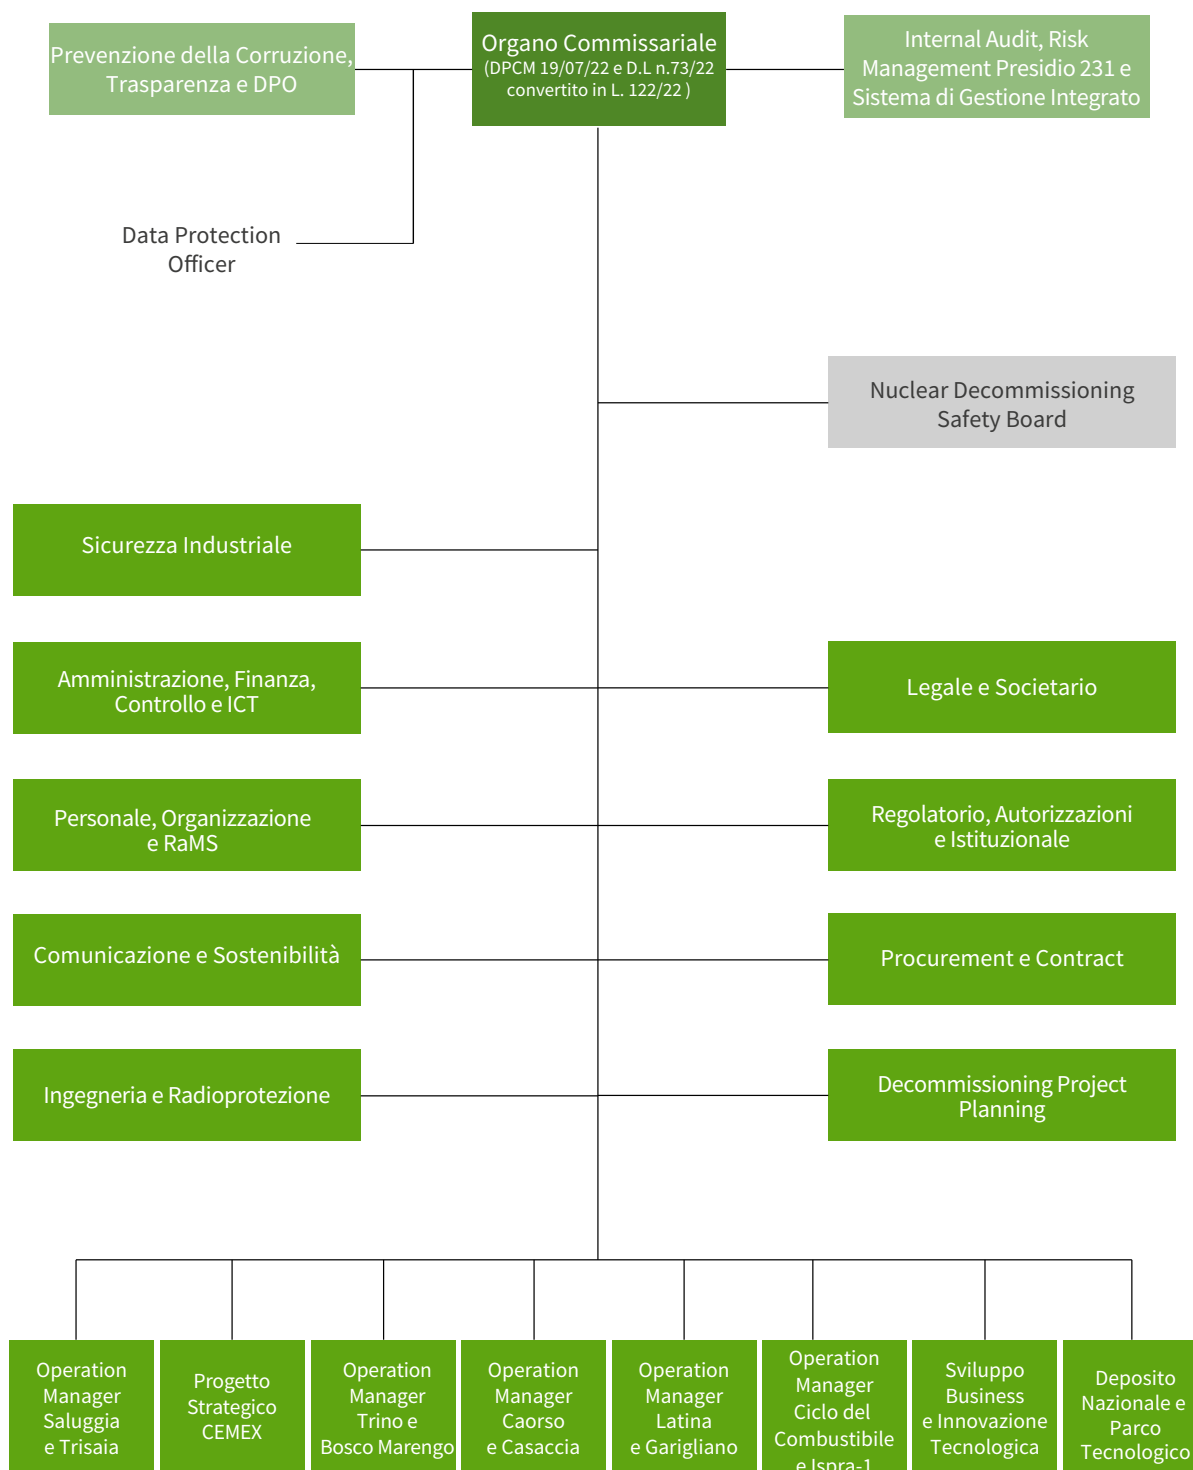 Prevenzione della Corruzione,
Trasparenza e DPO
Organo Commissariale
(DPCM 19/07/22 e D.L n.73/22
convertito in L. 122/22 )
Internal Audit, Risk
Management Presidio 231 e
Sistema di Gestione Integrato
Data Protection
Officer
Nuclear Decommissioning
Safety Board
Sicurezza Industriale
Amministrazione, Finanza,
Controllo e ICT
Legale e Societario
Personale, Organizzazione
e RaMS
Regolatorio, Autorizzazioni
e Istituzionale
Comunicazione e Sostenibilità
Procurement e Contract
Ingegneria e Radioprotezione
Decommissioning Project
Planning
Operation
Manager
Saluggia
e Trisaia
Progetto
Strategico
CEMEX
Operation
Manager
Trino e
Bosco Marengo
Operation
Manager
Caorso
e Casaccia
Operation
Manager
Latina
e Garigliano
Operation
Manager
Ciclo del
Combustibile
e Ispra-1
Sviluppo
Business
e Innovazione
Tecnologica
Deposito
Nazionale e
Parco
Tecnologico